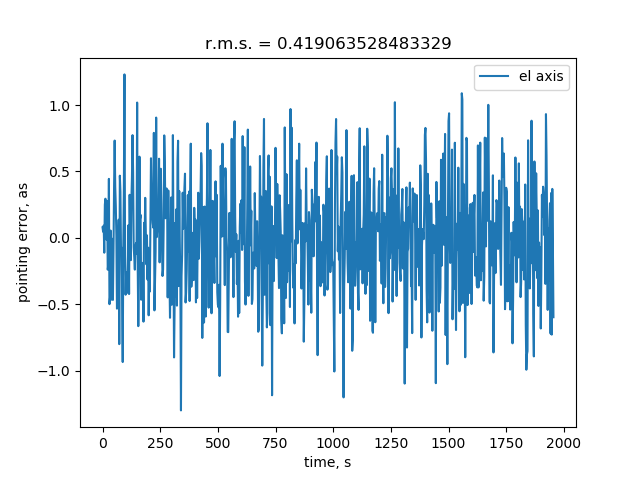 r.m.s. = 0.419063528483329
el axis
1.0
0.5
0.0
−0.5
−1.0
pointing error, as
0 250 500 750 1000 1250 1500 1750 2000
time, s